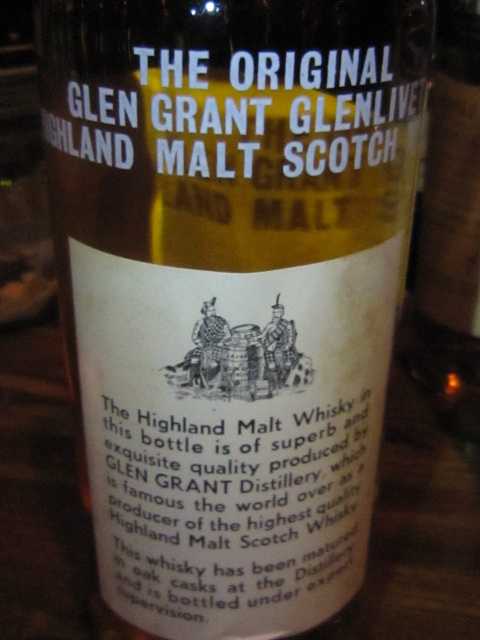 THE ORIGINAL
GLEN GRANT GLENLIVET
HIGHLAND MALT SCOTCH
The Highland Malt Whisky in
this bottle is of superb and
exquisite quality produced by
GLEN GRANT Distillery, which
is famous the world over as a
producer of the highest quality
Highland Malt Scotch Whisky.
This whisky has been matured
in oak casks at the Distillery
and is bottled under expert
supervision.